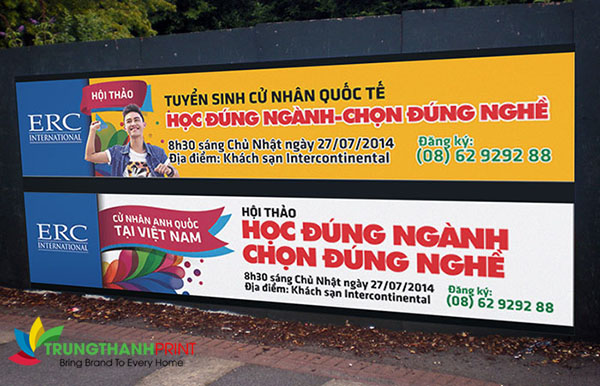 ERC
INTERNATIONAL
HỘI THẢO
TUYỂN SINH CỬ NHÂN QUỐC TẾ
HỌC ĐÚNG NGÀNH-CHỌN ĐÚNG NGHỀ
8h30 sáng Chủ Nhật ngày 27/07/2014
Địa điểm: Khách sạn Intercontinental
Đăng ký:
(08) 62 9292 88
ERC
INTERNATIONAL
CỬ NHÂN ANH QUỐC
TẠI VIỆT NAM
HỘI THẢO
HỌC ĐÚNG NGÀNH
CHỌN ĐÚNG NGHỀ
8h30 sáng Chủ Nhật ngày 27/07/2014
Địa điểm: Khách sạn Intercontinental
Đăng ký:
(08) 62 9292 88
TRUNGTHANHPRINT
Bring Brand To Every Home